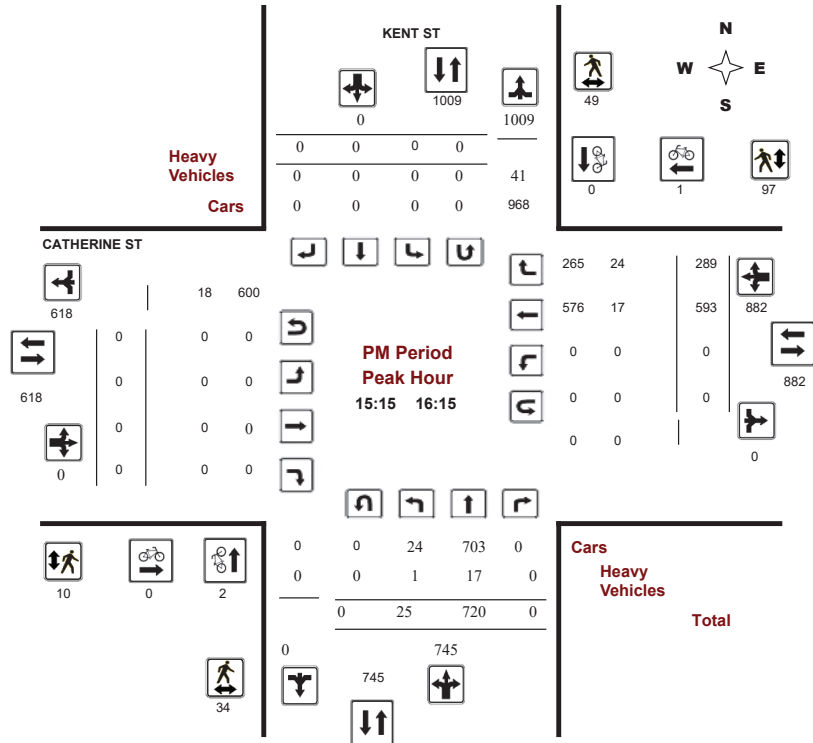 KENT ST
N
W E
S
1009
49
0 1009
0 0 0 0
Heavy
Vehicles
0 0 0 0 41
Cars
0 0 0 0 968
0 1 97
CATHERINE ST
618
18 600
0 0 0
0 0 0
0 0 0
0 0 0
618
0
265 24 289
576 17 593
0 0 0
0 0 0
0 0
882
882
0
PM Period
Peak Hour
15:15 16:15
0 0 24 703 0
Cars
0 0 1 17 0
Heavy
Vehicles
0 25 720 0
Total
10 0 2
0 745
745
34